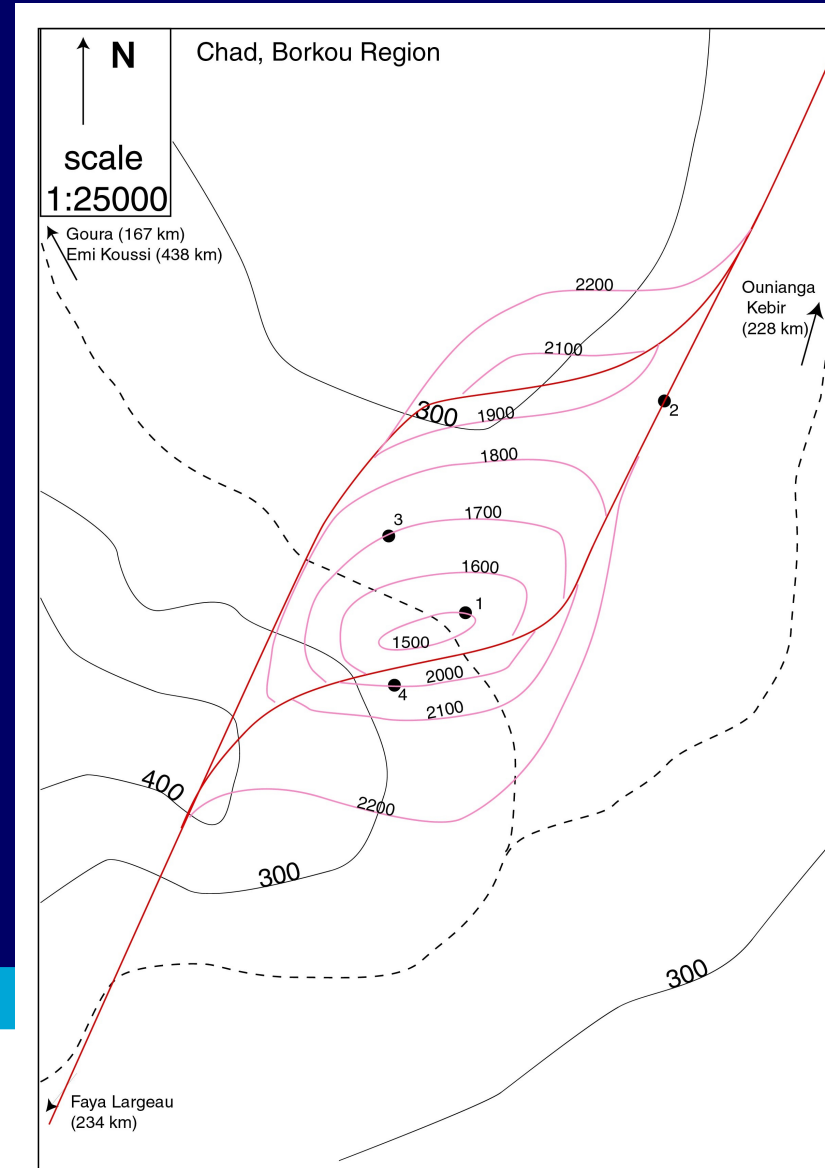 N
Chad, Borkou Region
scale
1:25000
Goura (167 km)
Emi Koussi (438 km)
2200
Ounianga
Kebir
(228 km)
2100
300
1900
2
1800
3
1700
1600
1
1500
2000
4
2100
400
2200
300
300
Faya Largeau
(234 km)